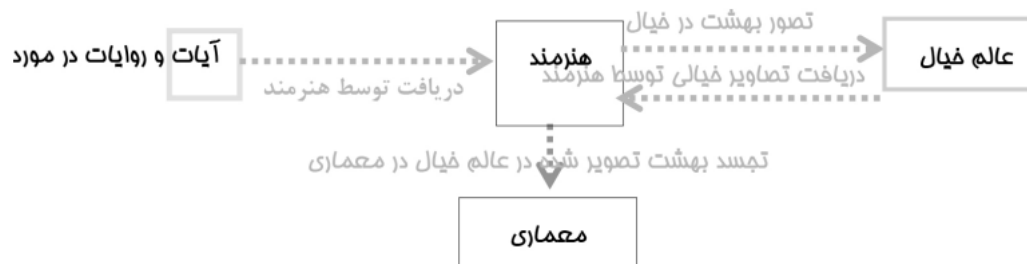 تصور بهشت در خیال
آیات و روایات در مورد
هنرمند
عالم خیال
دریافت تصاویر خیالی توسط هنرمند
دریافت توسط هنرمند
تجسد بهشت تصویر شده در عالم خیال در معماری
معماری